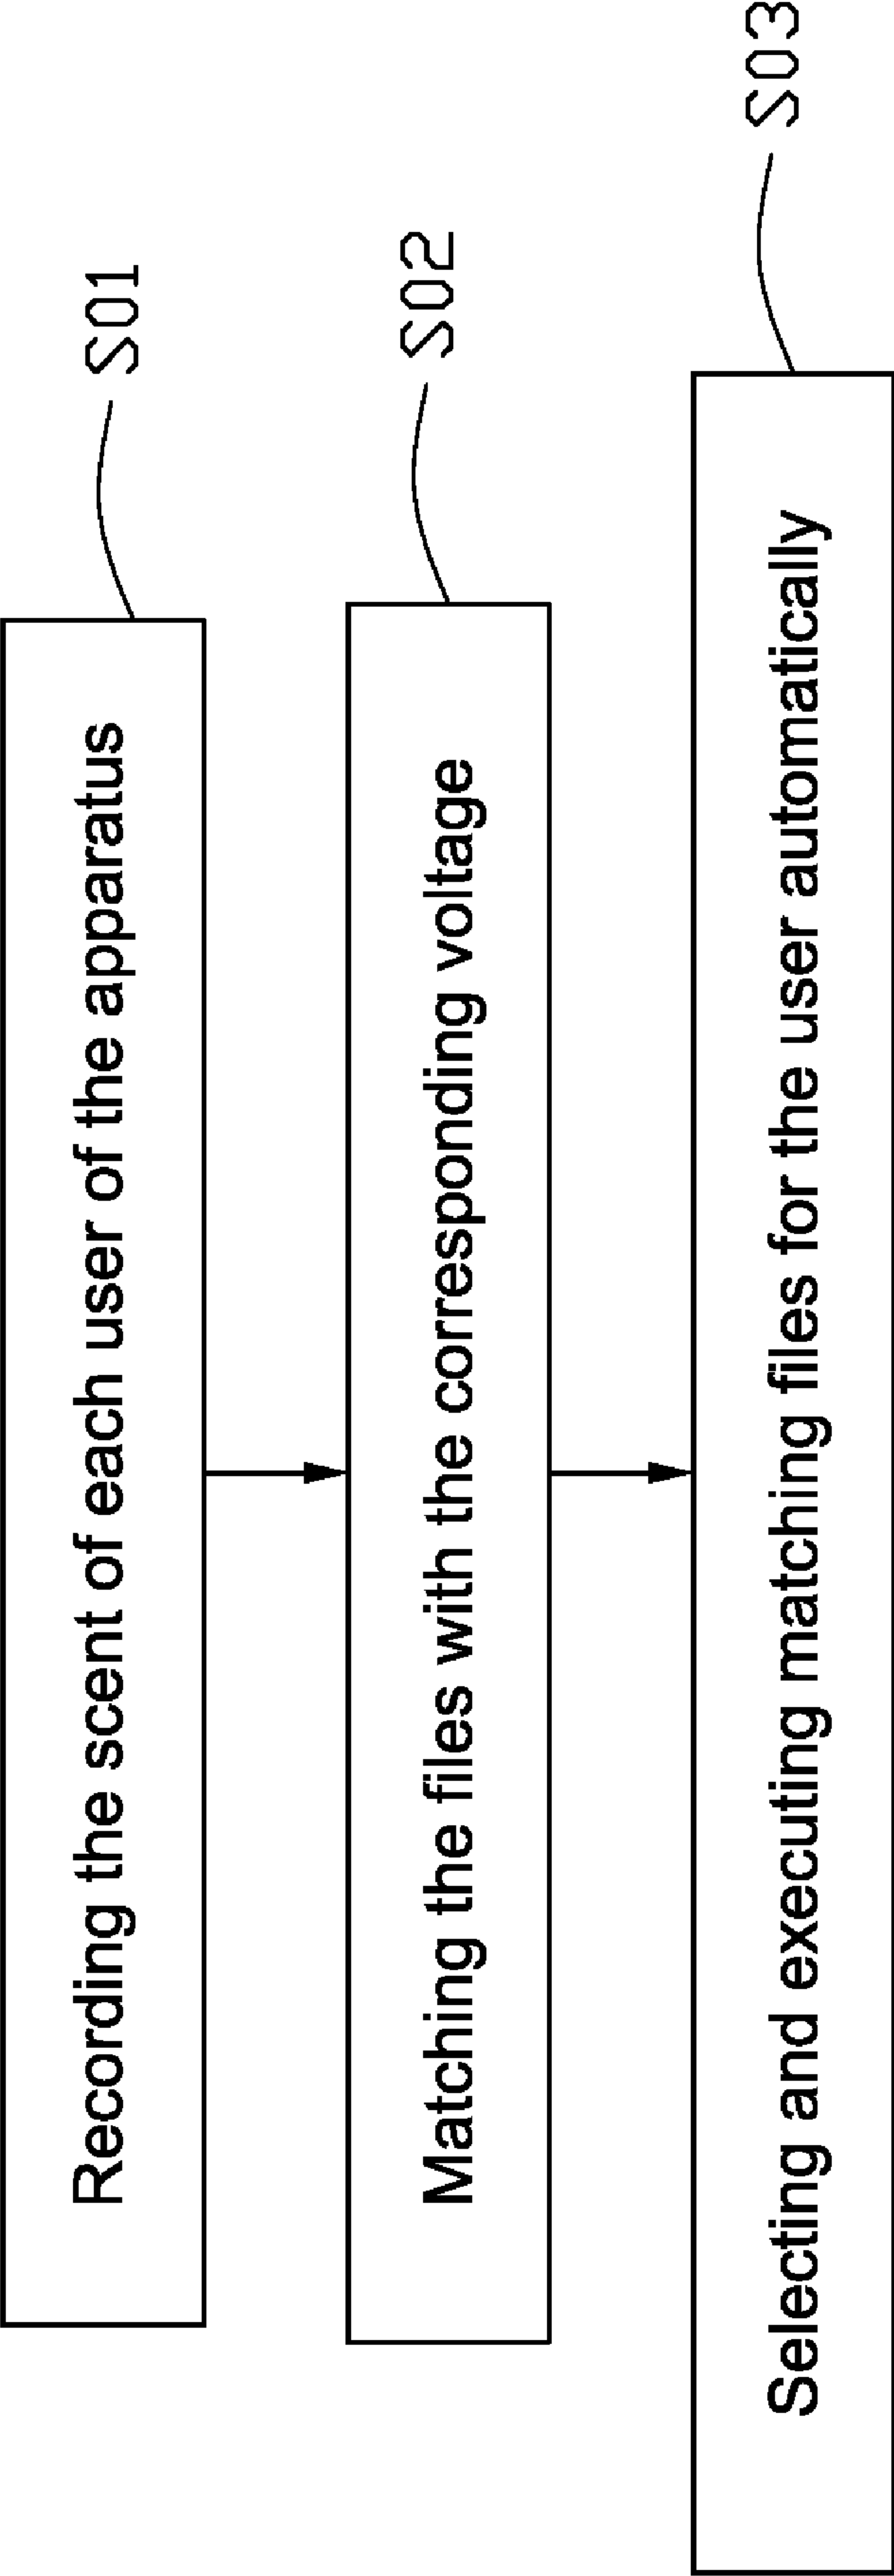 Recording the scent of each user of the apparatus
S01
Matching the files with the corresponding voltage
S02
Selecting and executing matching files for the user automatically
S03